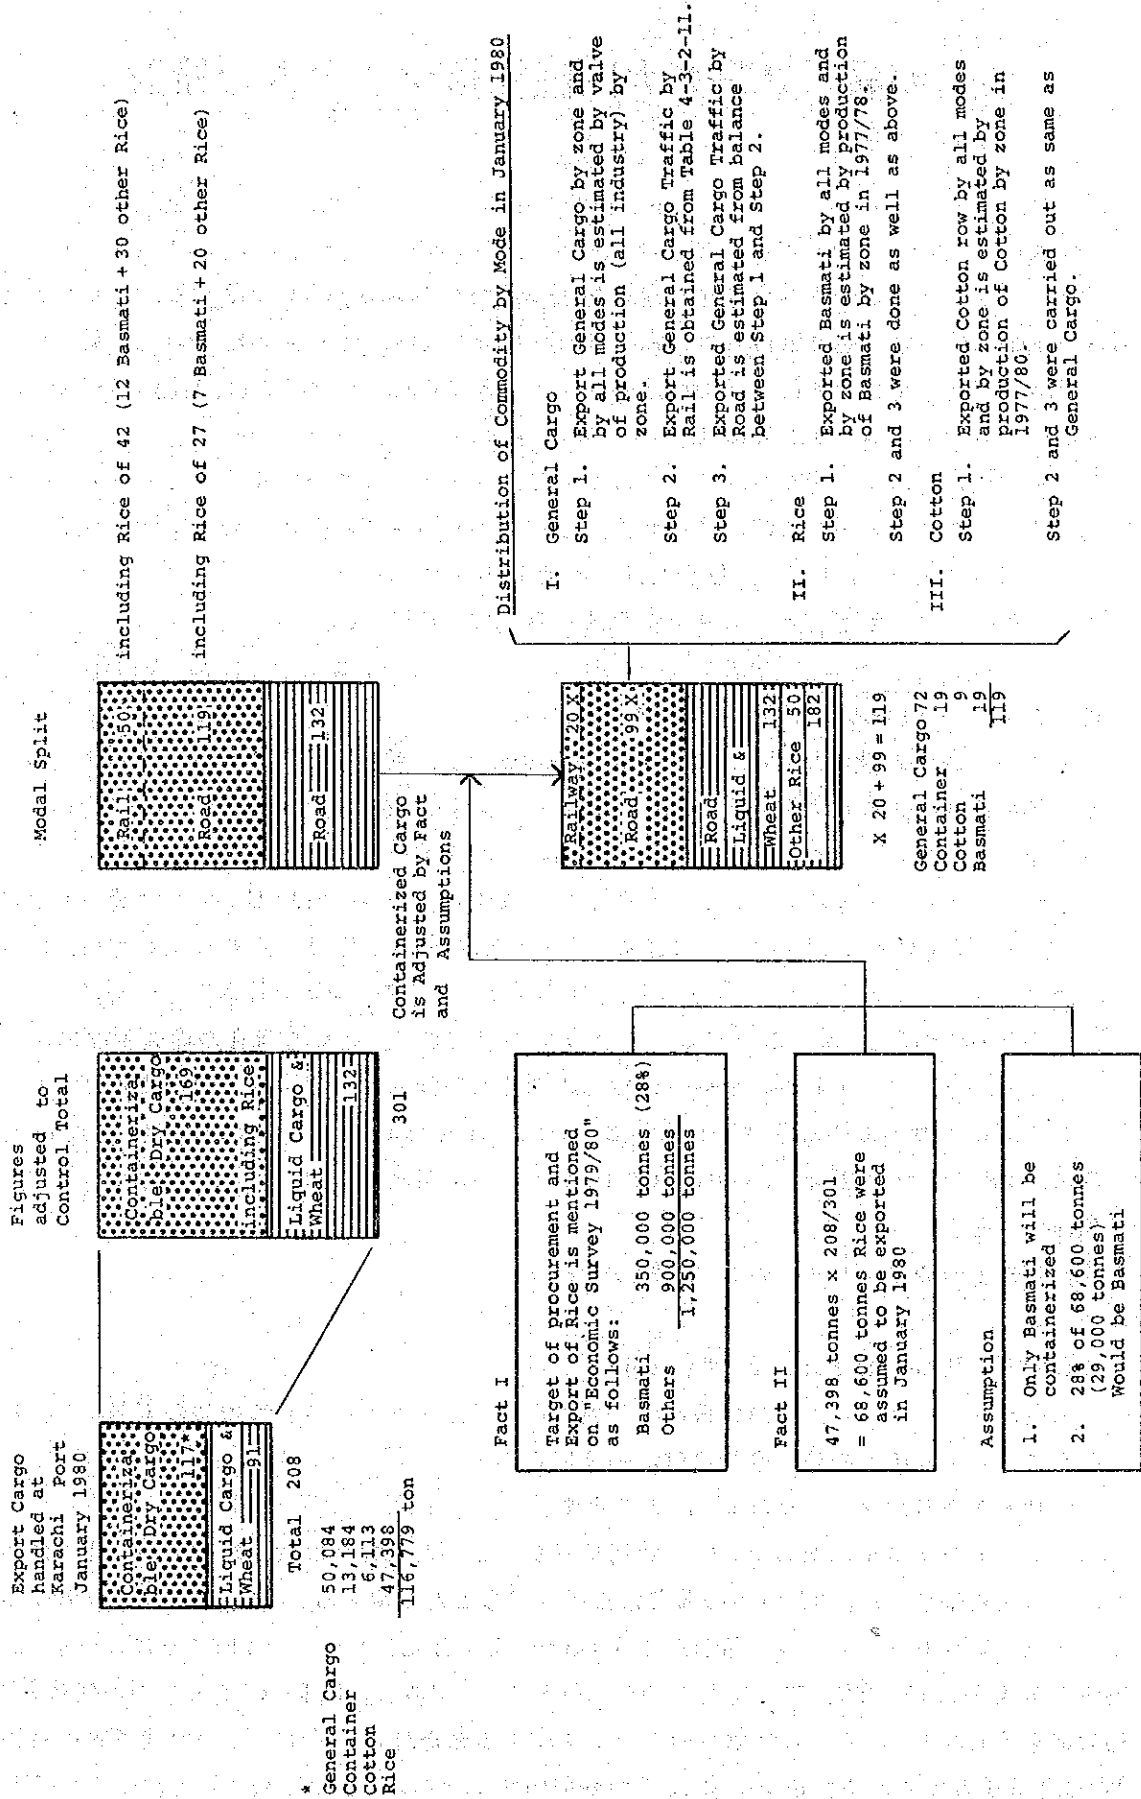 Export Cargo
handled at
Karachi Port
January 1980
Containeriza
ble Dry Cargo
117*
Liquid Cargo &
Wheat 91
Total 208
*
General Cargo 50,084
Container 13,184
Cotton 6,113
Rice 47,398
116,779 ton
Figures
adjusted to
Control Total
Containeriza
ble Dry Cargo
169
including Rice
Liquid Cargo &
Wheat
132
301
Modal Split
Rail 50
Road 119
Road 132
including Rice of 42 (12 Basmati + 30 other Rice)
including Rice of 27 (7 Basmati + 20 other Rice)
Containerized Cargo
is Adjusted by Fact
and Assumptions
Railway 20 X
Road 99 X
Road
Liquid &
Wheat 132
Other Rice 50
182
X 20 + 99 = 119
General Cargo 72
Container 19
Cotton 9
Basmati 19
119
Fact I
Target of procurement and
Export of Rice is mentioned
on "Economic Survey 1979/80"
as follows:
Basmati 350,000 tonnes (28%)
Others 900,000 tonnes
1,250,000 tonnes
Fact II
47,398 tonnes x 208/301
= 68,600 tonnes Rice were
assumed to be exported
in January 1980
Assumption
1. Only Basmati will be
containerized
2. 28% of 68,600 tonnes
(29,000 tonnes)
Would be Basmati
Distribution of Commodity by Mode in January 1980
I. General Cargo
Step 1. Export General Cargo by zone and
by all modes is estimated by valve
of production (all industry) by
zone.
Step 2. Export General Cargo Traffic by
Rail is obtained from Table 4-3-2-11.
Step 3. Exported General Cargo Traffic by
Road is estimated from balance
between Step 1 and Step 2.
II. Rice
Step 1. Exported Basmati by all modes and
by zone is estimated by production
of Basmati by zone in 1977/78.
Step 2 and 3 were done as well as above.
III. Cotton
Step 1. Exported Cotton row by all modes
and by zone is estimated by
production of Cotton by zone in
1977/80.
Step 2 and 3 were carried out as same as
General Cargo.